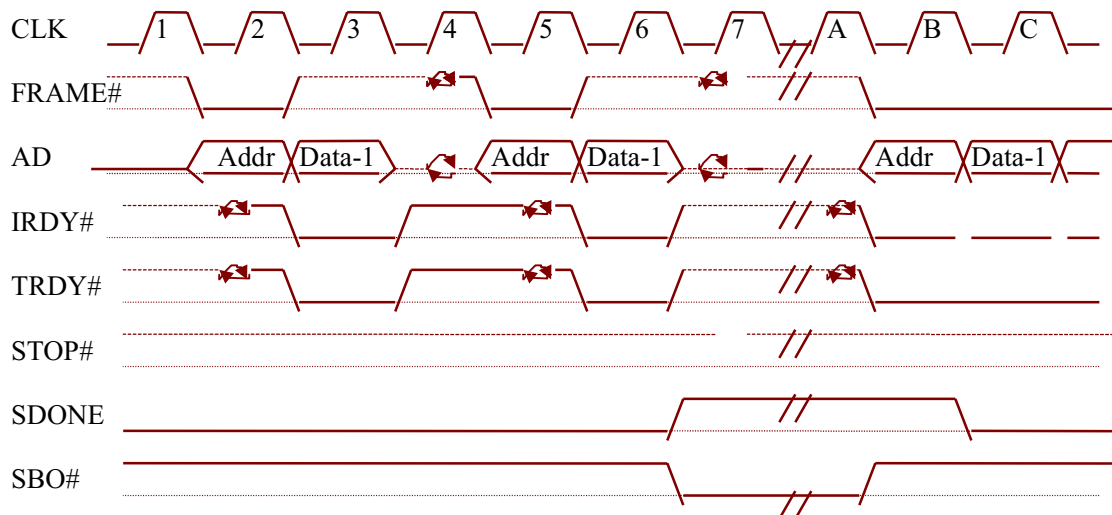 CLK 1 2 3 4 5 6 7 A B C
FRAME#
AD Addr Data-1 Addr Data-1 Addr Data-1
IRDY#
TRDY#
STOP#
SDONE
SBO#